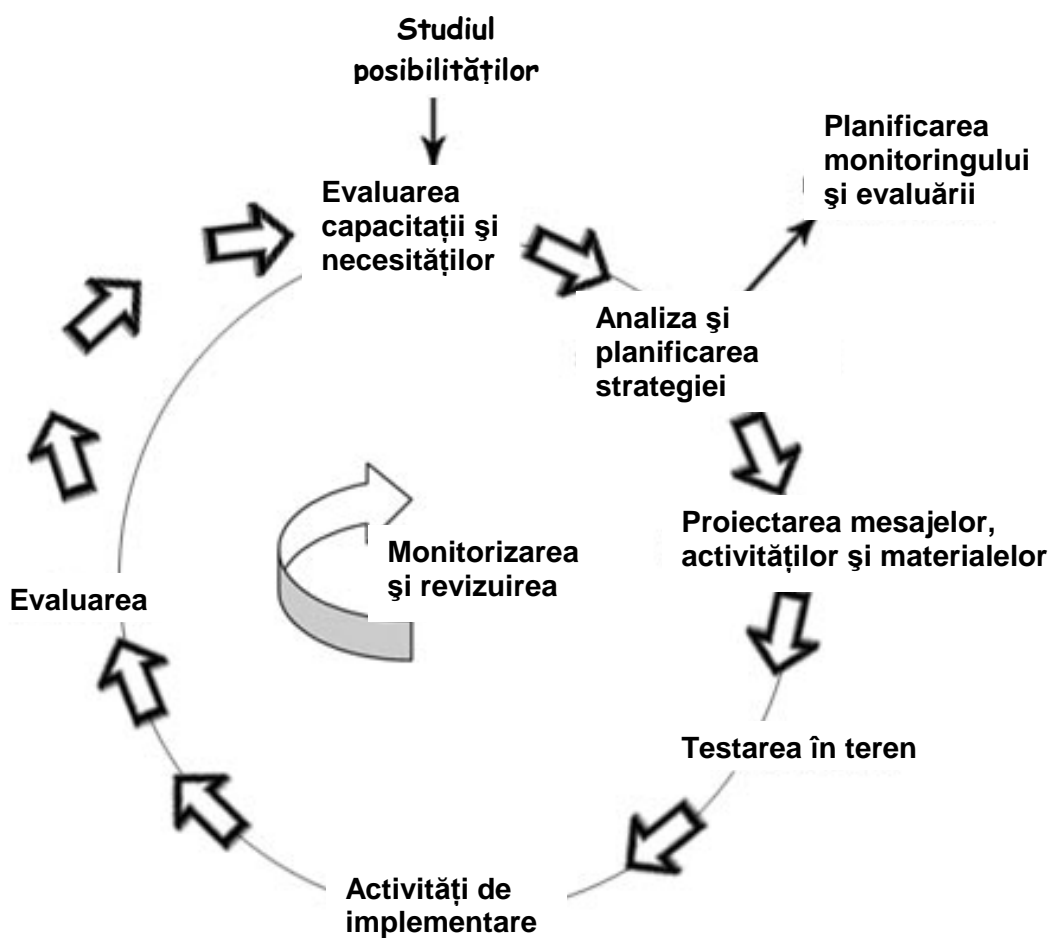 Studiul
posibilităților
Planificarea
monitoringului
şi evaluării
Evaluarea
capacitații şi
necesităților
Analiza şi
planificarea
strategiei
Proiectarea mesajelor,
activităților şi materialelor
Monitorizarea
şi revizuirea
Evaluarea
Testarea în teren
Activități de
implementare